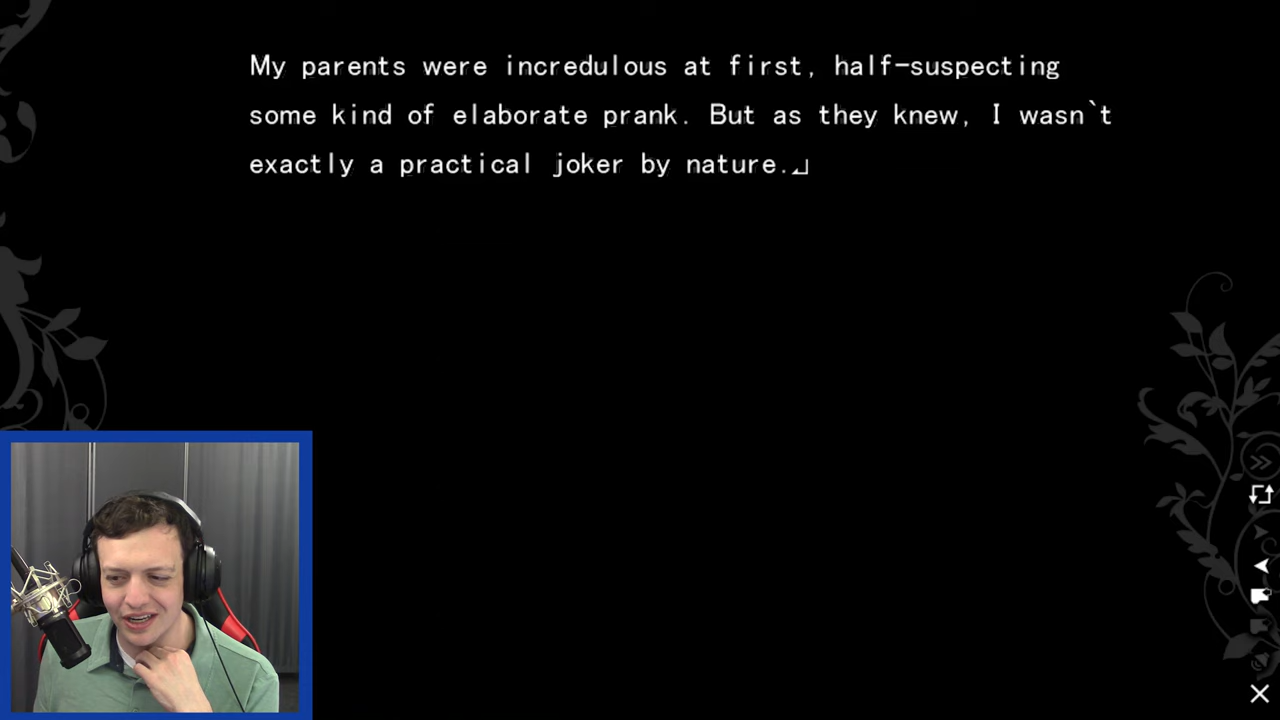 My parents were incredulous at first, half-suspecting
some kind of elaborate prank. But as they knew, I wasn`t
exactly a practical joker by nature.